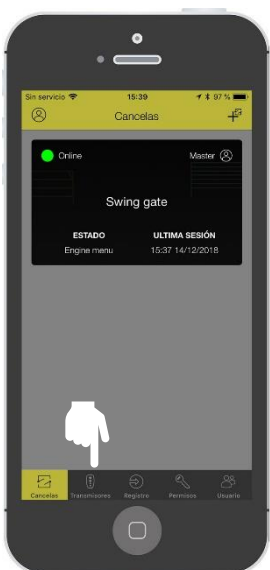 Sin servicio 15:39 97 %
Cancelas
Online Master
Swing gate
ESTADO ULTIMA SESIÓN
Engine menu 15:37 14/12/2018
Cancelas Transmisores Registro Permisos Usuario